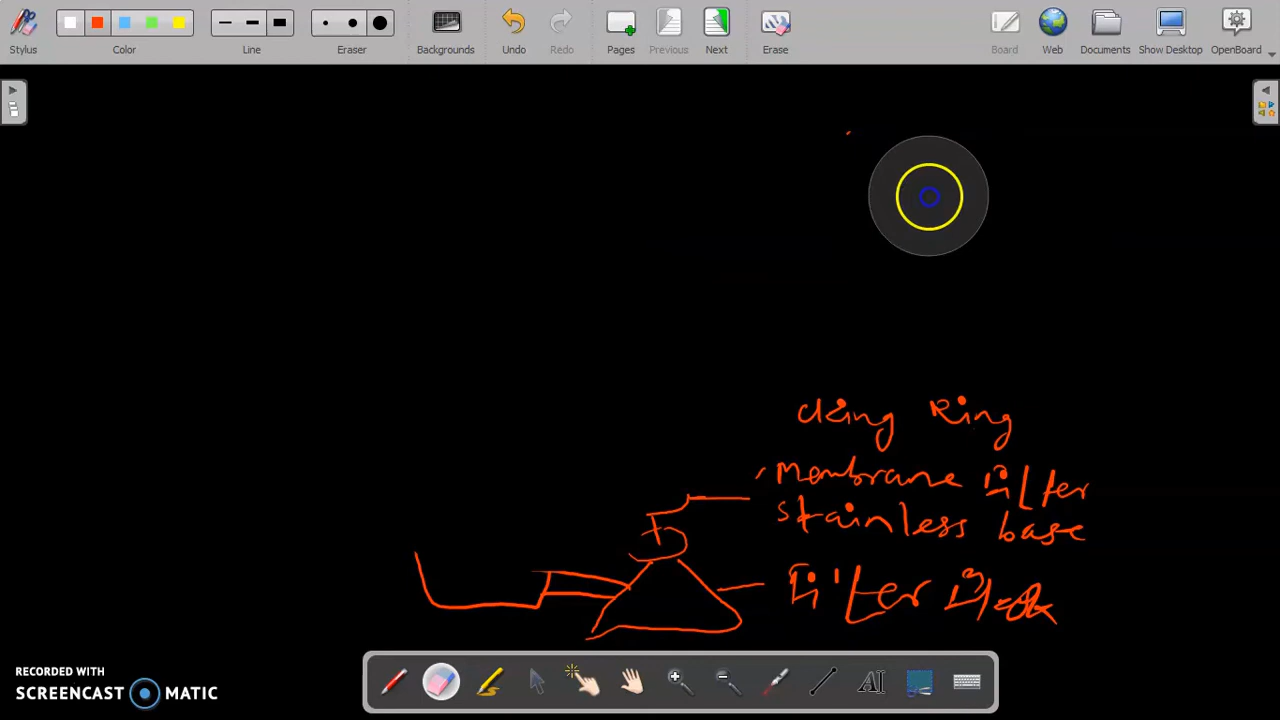 Stylus Color Line Eraser Backgrounds Undo Redo Pages Previous Next Erase Board Web Documents Show Desktop OpenBoard
Ring
Membrane filter
stainless base
Filter
RECORDED WITH
SCREENCAST MATIC